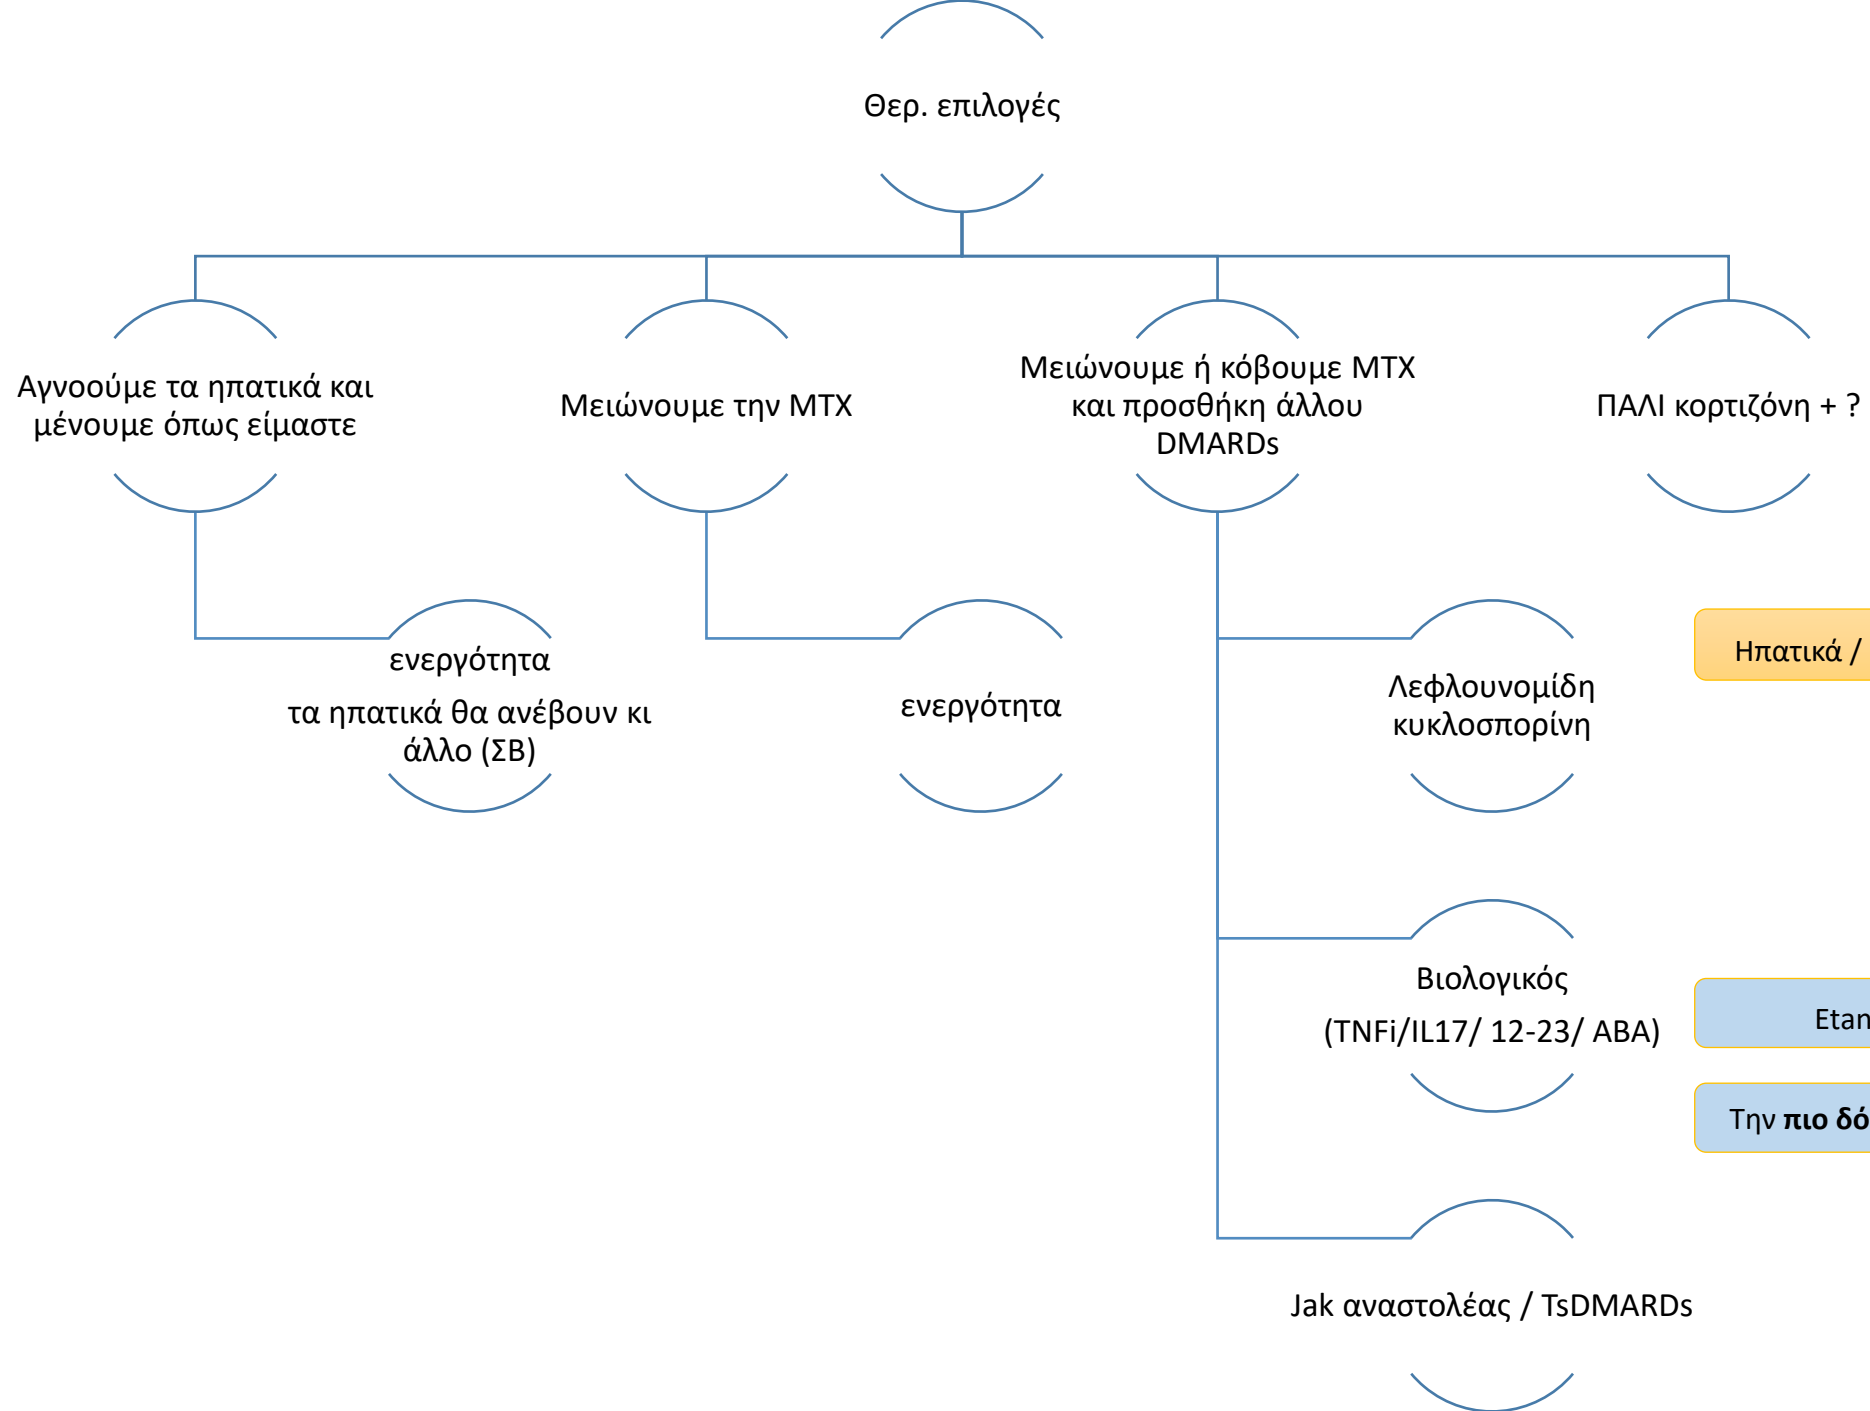 Θερ. επιλογές
Αγνοούμε τα ηπατικά και
μένουμε όπως είμαστε
Μειώνουμε την MTX
Μειώνουμε ή κόβουμε MTX
και προσθήκη άλλου
DMARDs
ΠΑΛΙ κορτιζόνη + ?
ενεργότητα
τα ηπατικά θα ανέβουν κι
άλλο (ΣΒ)
ενεργότητα
Λεφλουνομίδη
κυκλοσπορίνη
Ηπατικά /
Βιολογικός
(TNFi/IL17/ 12-23/ ABA)
Etan
Την πιο δό
Jak αναστολέας / TsDMARDs